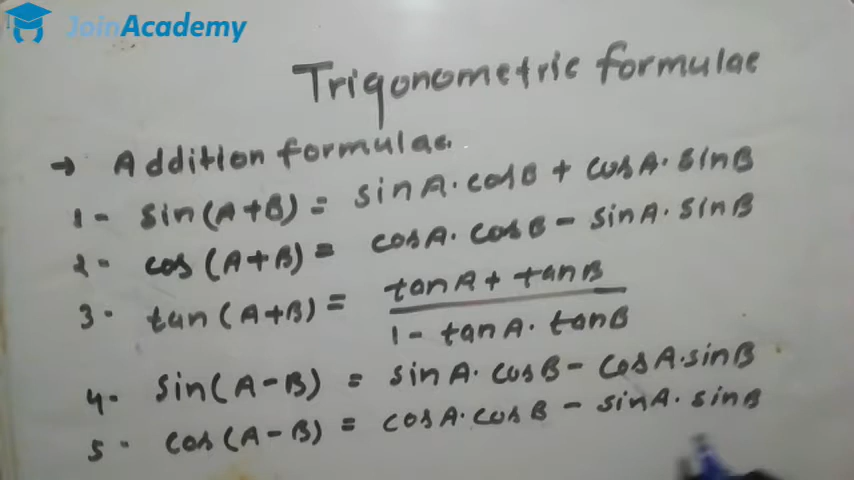 JoinAcademy
Trigonometric formulae
→ Addition formulae.
1- sin(A+B) = sinA.cosB + cosA.sinB
2- cos(A+B) = cosA.cosB - sinA.sinB
3- tan(A+B) = tanA + tanB / 1 - tanA.tanB
4- sin(A-B) = sinA.cosB - cosA.sinB
5- cos(A-B) = cosA.cosB - sinA.sinB